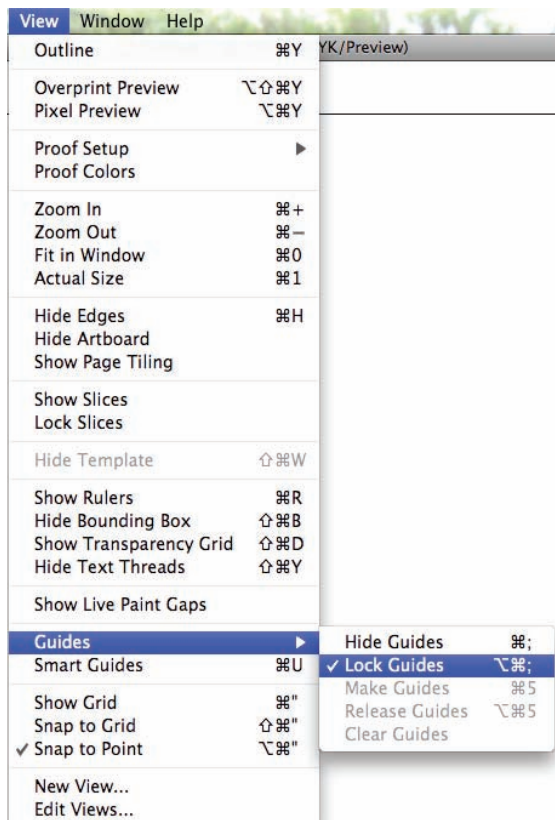 View Window Help
YK/Preview)
Outline ⌘Y
Overprint Preview ⌥⇧⌘Y
Pixel Preview ⌥⌘Y
Proof Setup ▶
Proof Colors
Zoom In ⌘+
Zoom Out ⌘−
Fit in Window ⌘0
Actual Size ⌘1
Hide Edges ⌘H
Hide Artboard
Show Page Tiling
Show Slices
Lock Slices
Hide Template ⇧⌘W
Show Rulers ⌘R
Hide Bounding Box ⇧⌘B
Show Transparency Grid ⇧⌘D
Hide Text Threads ⇧⌘Y
Show Live Paint Gaps
Guides ▶
Smart Guides ⌘U
Show Grid ⌘"
Snap to Grid ⇧⌘"
✓ Snap to Point ⌥⌘"
New View...
Edit Views...
Hide Guides ⌘;
✓ Lock Guides ⌥⌘;
Make Guides ⌘5
Release Guides ⌥⌘5
Clear Guides